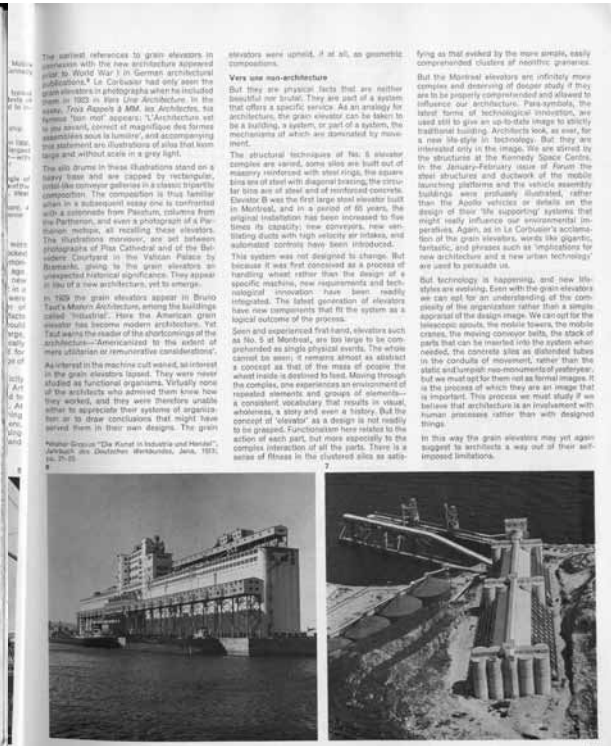 The earliest references to grain elevators in
connexion with the new architecture appeared
prior to World War I in German architectural
publications.* Le Corbusier had only seen the
grain elevators in photographs when he included
them in 1923 in Vers Une Architecture. In the
essay, Trois Rappels à MM. les Architectes, his
famous 'bon mot' appears: 'L'Architecture est
le jeu savant, correct et magnifique des formes
assemblées sous la lumière', and accompanying
this statement are illustrations of silos that loom
large and without scale in a grey light.
The silo drums in these illustrations stand on a
heavy base and are capped by rectangular,
lintel-like conveyor galleries in a classic tripartite
composition. The composition is thus familiar
when in a subsequent essay one is confronted
with a colonnade from Paestum, columns from
the Parthenon, and even a photograph of a Par-
thenon metope, all recalling these elevators.
The illustrations moreover, are set between
photographs of Pisa Cathedral and of the Bel-
vedere Courtyard in the Vatican Palace by
Bramante, giving to the grain elevators an
unexpected historical significance. They appear
in lieu of a new architecture, yet to emerge.
In 1929 the grain elevators appear in Bruno
Taut's Modern Architecture, among the buildings
called 'Industrial'. Here the American grain
elevator has become modern architecture. Yet
Taut warns the reader of the shortcomings of the
architecture—'Americanized to the extent of
mere utilitarian or remunerative considerations'.
As interest in the machine cult waned, so interest
in the grain elevators lapsed. They were never
studied as functional organisms. Virtually none
of the architects who admired them knew how
they worked, and they were therefore unable
either to appreciate their systems of organiza-
tion or to draw conclusions that might have
served them in their own designs. The grain
*Walter Gropius "Die Kunst in Industrie und Handel",
Jahrbuch des Deutschen Werkbundes, Jena, 1913,
pp. 21-22.
6
elevators were upheld, if at all, as geometric
compositions.
Vers une non-architecture
But they are physical facts that are neither
beautiful nor brutal. They are part of a system
that offers a specific service. As an analogy for
architecture, the grain elevator can be taken to
be a building, a system, or part of a system, the
mechanisms of which are dominated by move-
ment.
The structural techniques of No. 5 elevator
complex are varied, some silos are built out of
masonry reinforced with steel rings, the square
bins are of steel with diagonal bracing, the circu-
lar bins are of steel and of reinforced concrete.
Elevator B was the first large steel elevator built
in Montreal, and in a period of 65 years, the
original installation has been increased to five
times its capacity: new conveyors, new ven-
tilating ducts with high velocity air intakes, and
automated controls have been introduced.
This system was not designed to change. But
because it was first conceived as a process of
handling wheat rather than the design of a
specific machine, new requirements and tech-
nological innovation have been readily
integrated. The latest generation of elevators
have new components that fit the system as a
logical outcome of the process.
Seen and experienced first-hand, elevators such
as No. 5 at Montreal, are too large to be com-
prehended as single physical events. The whole
cannot be seen; it remains almost as abstract
a concept as that of the mass of people the
wheat inside is destined to feed. Moving through
the complex, one experiences an environment of
repeated elements and groups of elements—
a consistent vocabulary that results in visual
wholeness, a story and even a history. But the
concept of 'elevator' as a design is not readily
to be grasped. Functionalism here relates to the
action of each part, but more especially to the
complex interaction of all the parts. There is a
sense of fitness in the clustered silos as satis-
7
fying as that evoked by the more simple, easily
comprehended clusters of neolithic graneries.
But the Montreal elevators are infinitely more
complex and deserving of deeper study if they
are to be properly comprehended and allowed to
influence our architecture. Para-symbols, the
latest forms of technological innovation, are
used still to give an up-to-date image to strictly
traditional building. Architects look, as ever, for
a new life-style in technology. But they are
interested only in the image. We are stirred by
the structures at the Kennedy Space Centre,
in the January-February issue of Forum the
steel structures and ductwork of the mobile
launching platforms and the vehicle assembly
buildings were probably illustrated, rather
than the Apollo vehicles or details on the
design of their 'life supporting' systems that
might really influence our environmental im-
peratives. Again, as in Le Corbusier's acclama-
tion of the grain elevators, words like gigantic,
fantastic, and phrases such as 'implications for
new architecture and a new urban technology'
are used to persuade us.
But technology is happening, and new life-
styles are evolving. Even with the grain elevators
we can opt for an understanding of the com-
plexity of the organization rather than a simple
appraisal of the design image. We can opt for the
telescopic spouts, the mobile towers, the mobile
cranes, the moving conveyor belts, the stack of
parts that can be inserted into the system when
needed, the concrete silos as distended tubes
in the conduits of movement, rather than the
static and lumpish neo-monuments of yesteryear,
but we must opt for them not as formal images. It
is the process of which they are an image that
is important. This process we must study if we
believe that architecture is an involvement with
human processes rather than with designed
things.
In this way the grain elevators may yet again
suggest to architects a way out of their self-
imposed limitations.